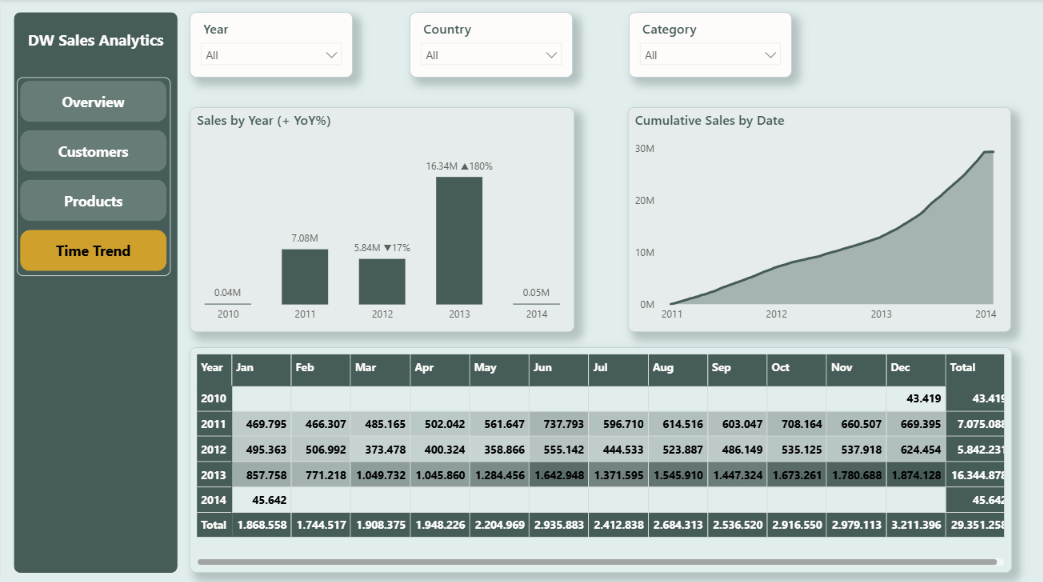 DW Sales Analytics
Overview
Customers
Products
Time Trend
Year
All
Country
All
Category
All
Sales by Year (+ YoY%)
0.04M
7.08M
5.84M ▼17%
16.34M ▲180%
0.05M
2010 2011 2012 2013 2014
Cumulative Sales by Date
30M
20M
10M
0M
2011 2012 2013 2014
Year Jan Feb Mar Apr May Jun Jul Aug Sep Oct Nov Dec Total
2010 43.419 43.419
2011 469.795 466.307 485.165 502.042 561.647 737.793 596.710 614.516 603.047 708.164 660.507 669.395 7.075.088
2012 495.363 506.992 373.478 400.324 358.866 555.142 444.533 523.887 486.149 535.125 537.918 624.454 5.842.231
2013 857.758 771.218 1.049.732 1.045.860 1.284.456 1.642.948 1.371.595 1.545.910 1.447.324 1.673.261 1.780.688 1.874.128 16.344.878
2014 45.642 45.642
Total 1.868.558 1.744.517 1.908.375 1.948.226 2.204.969 2.935.883 2.412.838 2.684.313 2.536.520 2.916.550 2.979.113 3.211.396 29.351.258